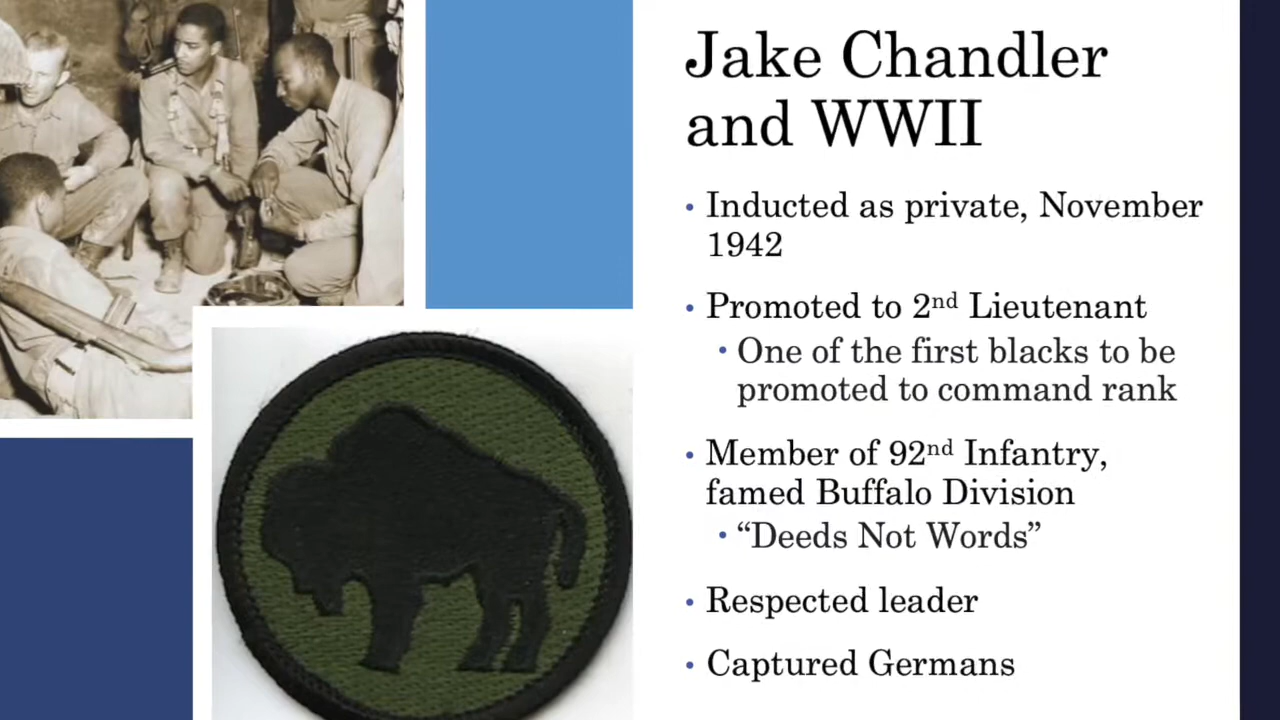 Jake Chandler
and WWII
• Inducted as private, November
1942
• Promoted to 2nd Lieutenant
• One of the first blacks to be
promoted to command rank
• Member of 92nd Infantry,
famed Buffalo Division
• “Deeds Not Words”
• Respected leader
• Captured Germans